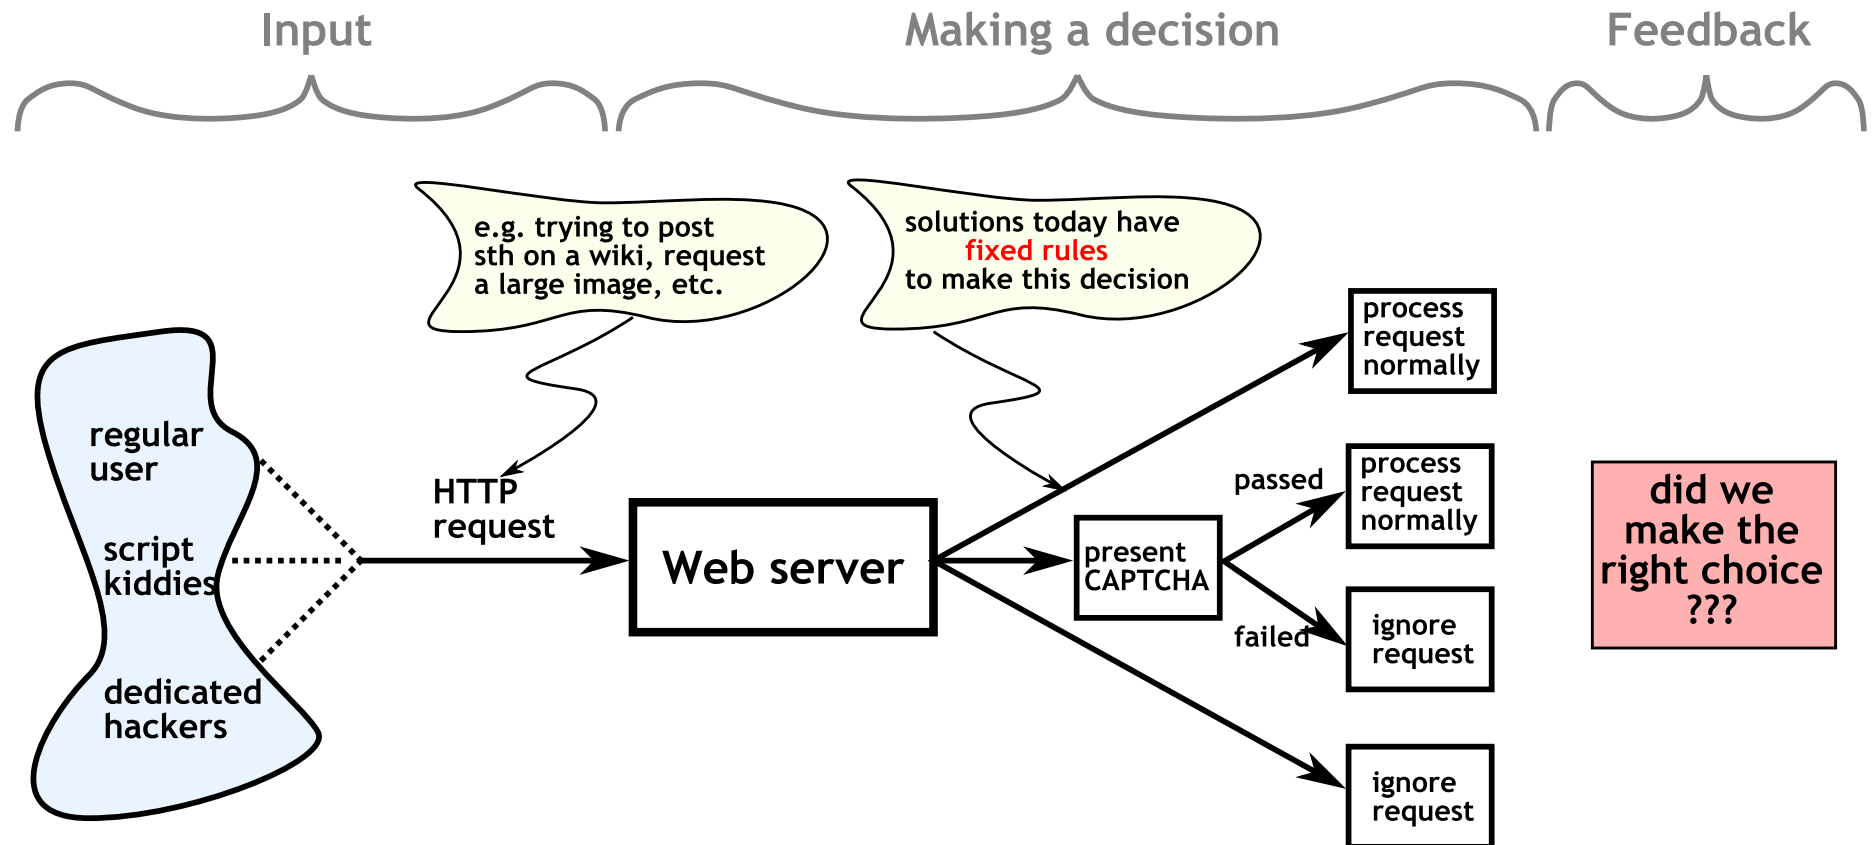 Input
Making a decision
Feedback
e.g. trying to post
sth on a wiki, request
a large image, etc.
solutions today have
fixed rules
to make this decision
regular
user
script
kiddies
dedicated
hackers
HTTP
request
Web server
present
CAPTCHA
passed
failed
process
request
normally
process
request
normally
ignore
request
ignore
request
did we
make the
right choice
???